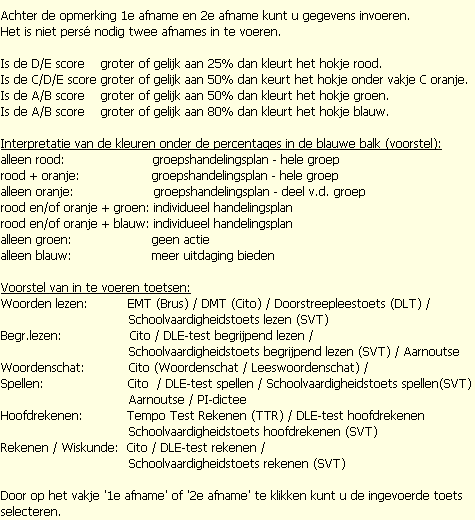 Achter de opmerking 1e afname en 2e afname kunt u gegevens invoeren.
Het is niet persé nodig twee afnames in te voeren.

Is de D/E score groter of gelijk aan 25% dan kleurt het hokje rood.
Is de C/D/E score groter of gelijk aan 50% dan keurt het hokje onder vakje C oranje.
Is de A/B score groter of gelijk aan 50% dan kleurt het hokje groen.
Is de A/B score groter of gelijk aan 80% dan kleurt het hokje blauw.

Interpretatie van de kleuren onder de percentages in de blauwe balk (voorstel):
alleen rood: groepshandelingsplan - hele groep
rood + oranje: groepshandelingsplan - hele groep
alleen oranje: groepshandelingsplan - deel v.d. groep
rood en/of oranje + groen: individueel handelingsplan
rood en/of oranje + blauw: individueel handelingsplan
alleen groen: geen actie
alleen blauw: meer uitdaging bieden

Voorstel van in te voeren toetsen:
Woorden lezen: EMT (Brus) / DMT (Cito) / Doorstreepleestoets (DLT) /
Schoolvaardigheidstoets lezen (SVT)
Begr.lezen: Cito / DLE-test begrijpend lezen /
Schoolvaardigheidstoets begrijpend lezen (SVT) / Aarnoutse
Woordenschat: Cito (Woordenschat / Leeswoordenschat) /
Spellen: Cito / DLE-test spellen / Schoolvaardigheidstoets spellen(SVT)
Aarnoutse / PI-dictee
Hoofdrekenen: Tempo Test Rekenen (TTR) / DLE-test hoofdrekenen
Schoolvaardigheidstoets hoofdrekenen (SVT)
Rekenen / Wiskunde: Cito / DLE-test rekenen /
Schoolvaardigheidstoets rekenen (SVT)

Door op het vakje '1e afname' of '2e afname' te klikken kunt u de ingevoerde toets
selecteren.